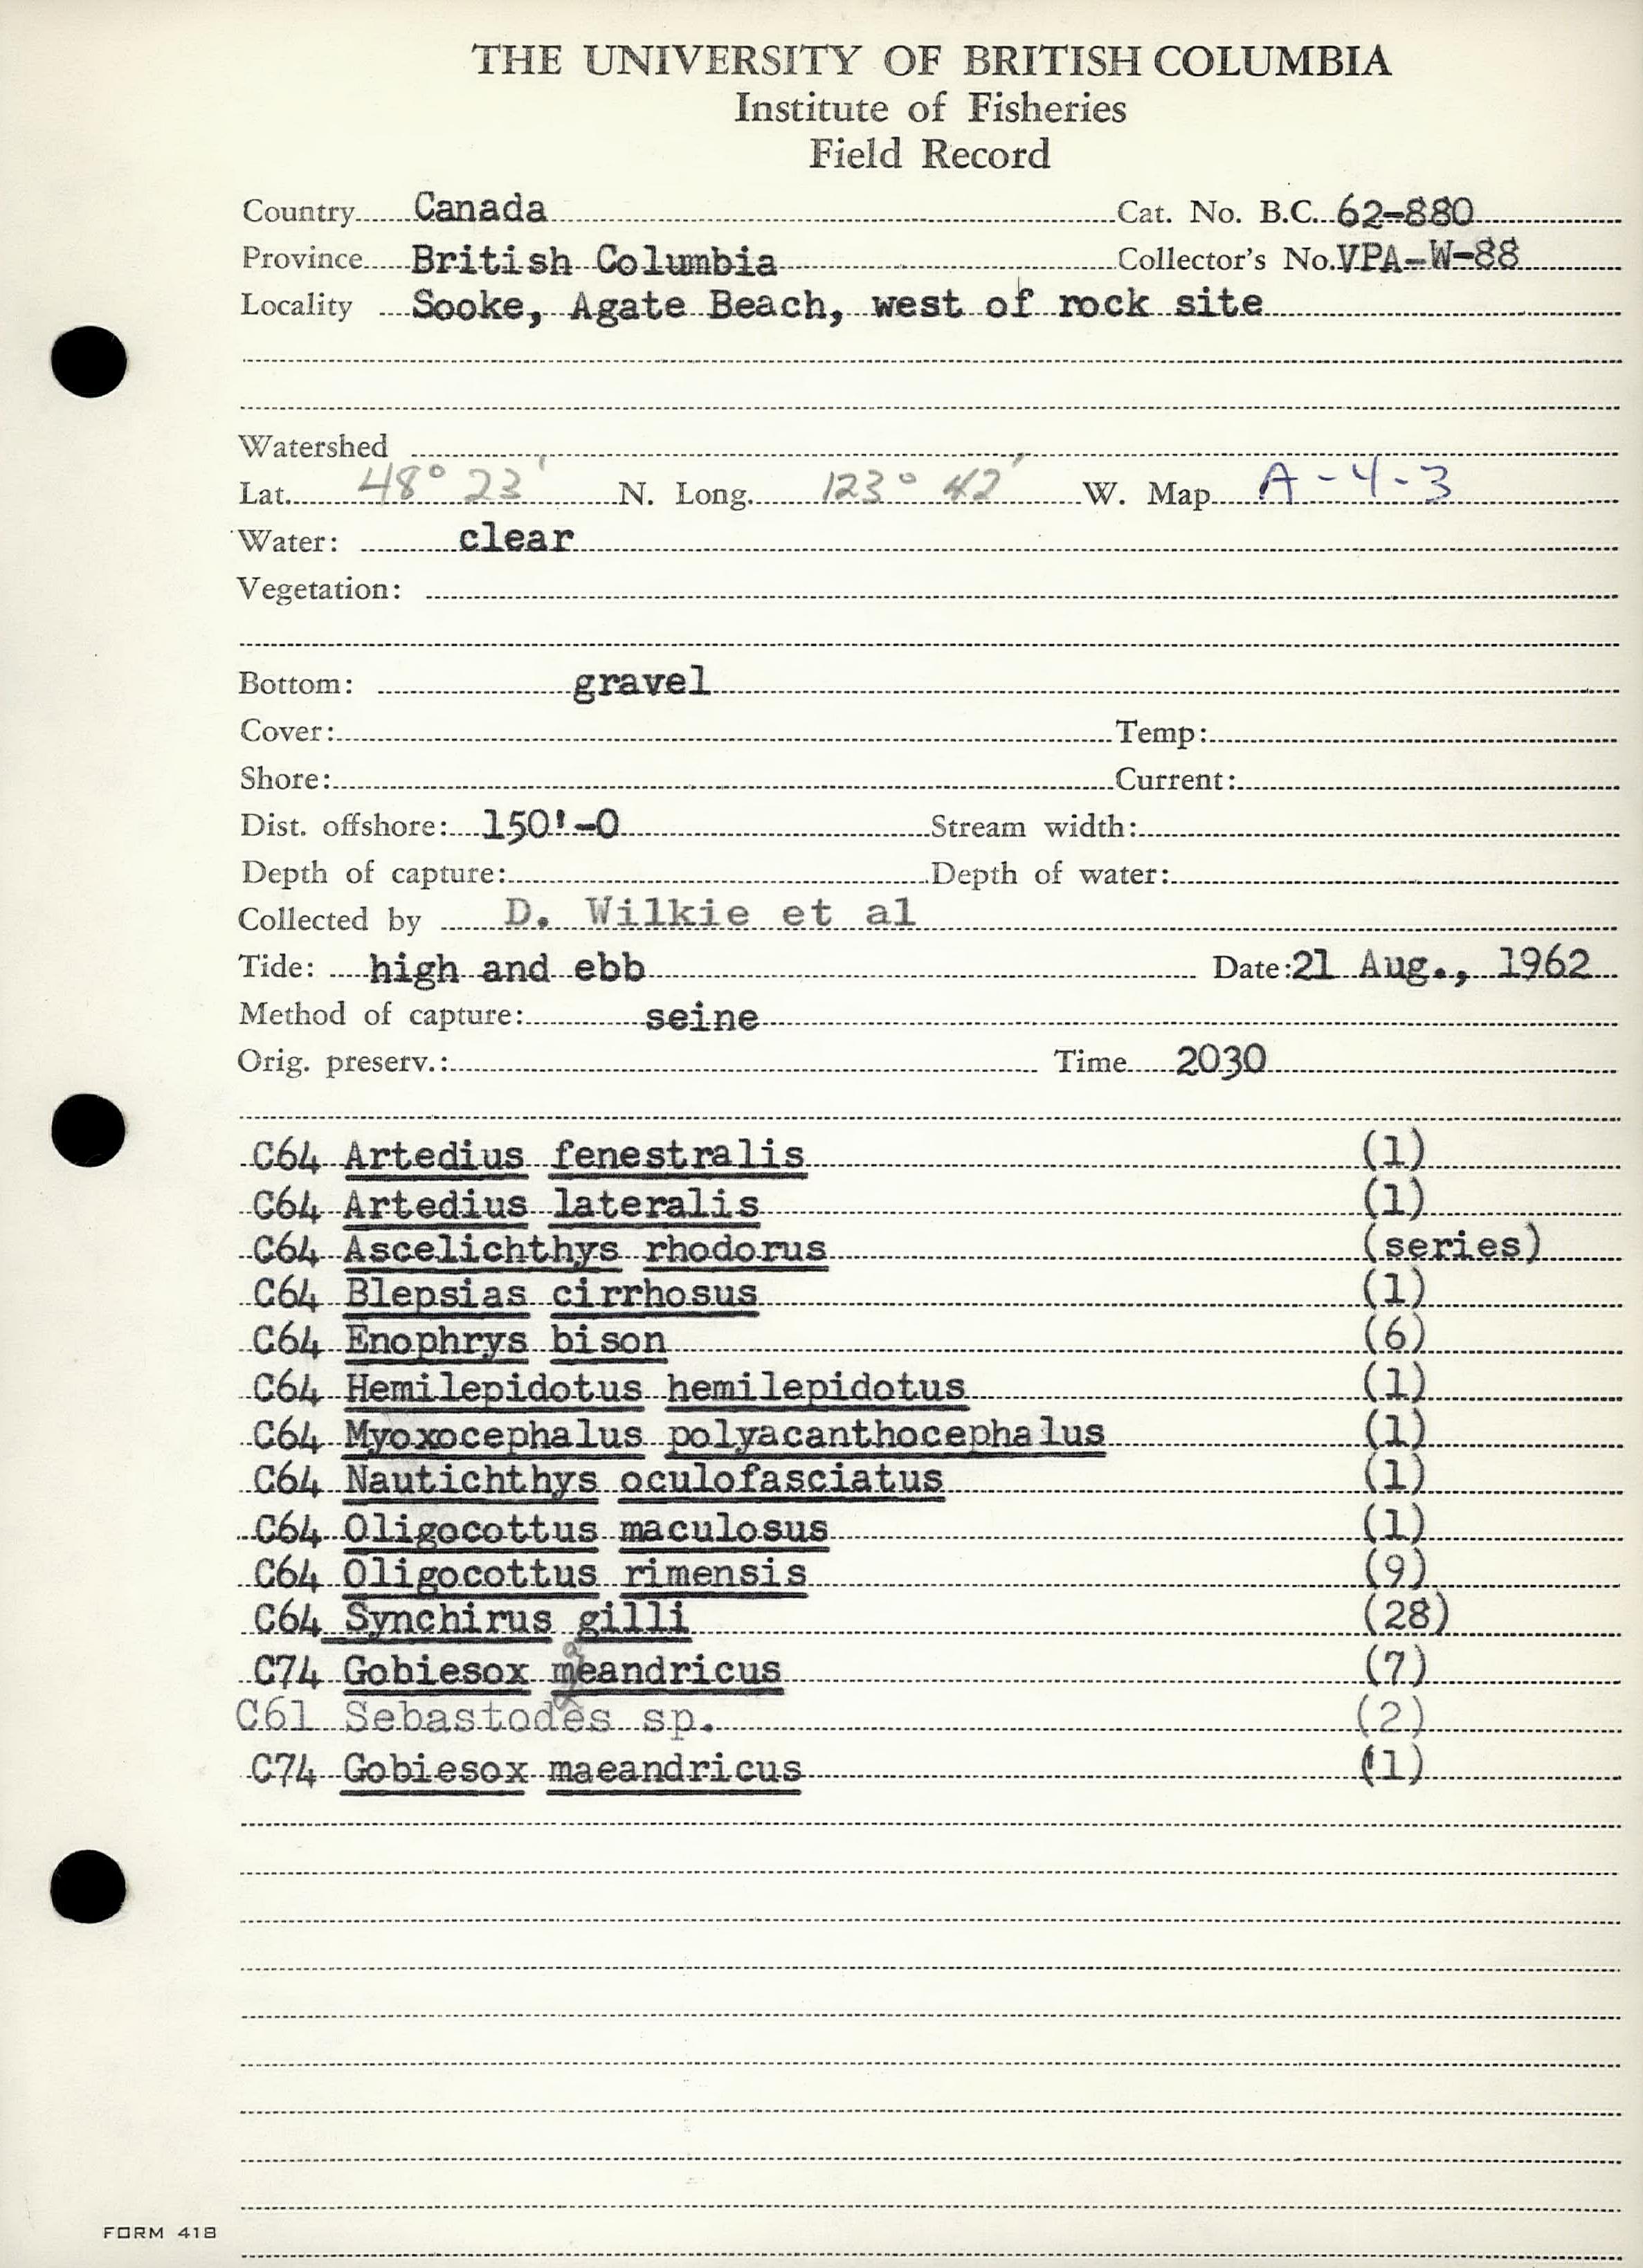 THE UNIVERSITY OF BRITISH COLUMBIA
Institute of Fisheries
Field Record
Country Canada Cat. No. B.C. 62-880
Province British Columbia Collector's No. VPA-W-88
Locality Sooke, Agate Beach, west of rock site
Watershed
Lat. 48° 23' N. Long. 123° 42' W. Map A-4-3
Water: clear
Vegetation:
Bottom: gravel
Cover: Temp:
Shore: Current:
Dist. offshore: 150'-0 Stream width:
Depth of capture: Depth of water:
Collected by D. Wilkie et al
Tide: high and ebb Date: 21 Aug., 1962
Method of capture: seine
Orig. preserv.: Time 2030
C64 Artedius fenestralis (1)
C64 Artedius lateralis (1)
C64 Ascelichthys rhodorus (series)
C64 Blepsias cirrhosus (1)
C64 Enophrys bison (6)
C64 Hemilepidotus hemilepidotus (1)
C64 Myoxocephalus polyacanthocephalus (1)
C64 Nautichthys oculofasciatus (1)
C64 Oligocottus maculosus (1)
C64 Oligocottus rimensis (9)
C64 Synchirus gilli (28)
C74 Gobiesox meandricus (7)
C61 Sebastodes sp. (2)
C74 Gobiesox maeandricus (1)
FORM 418